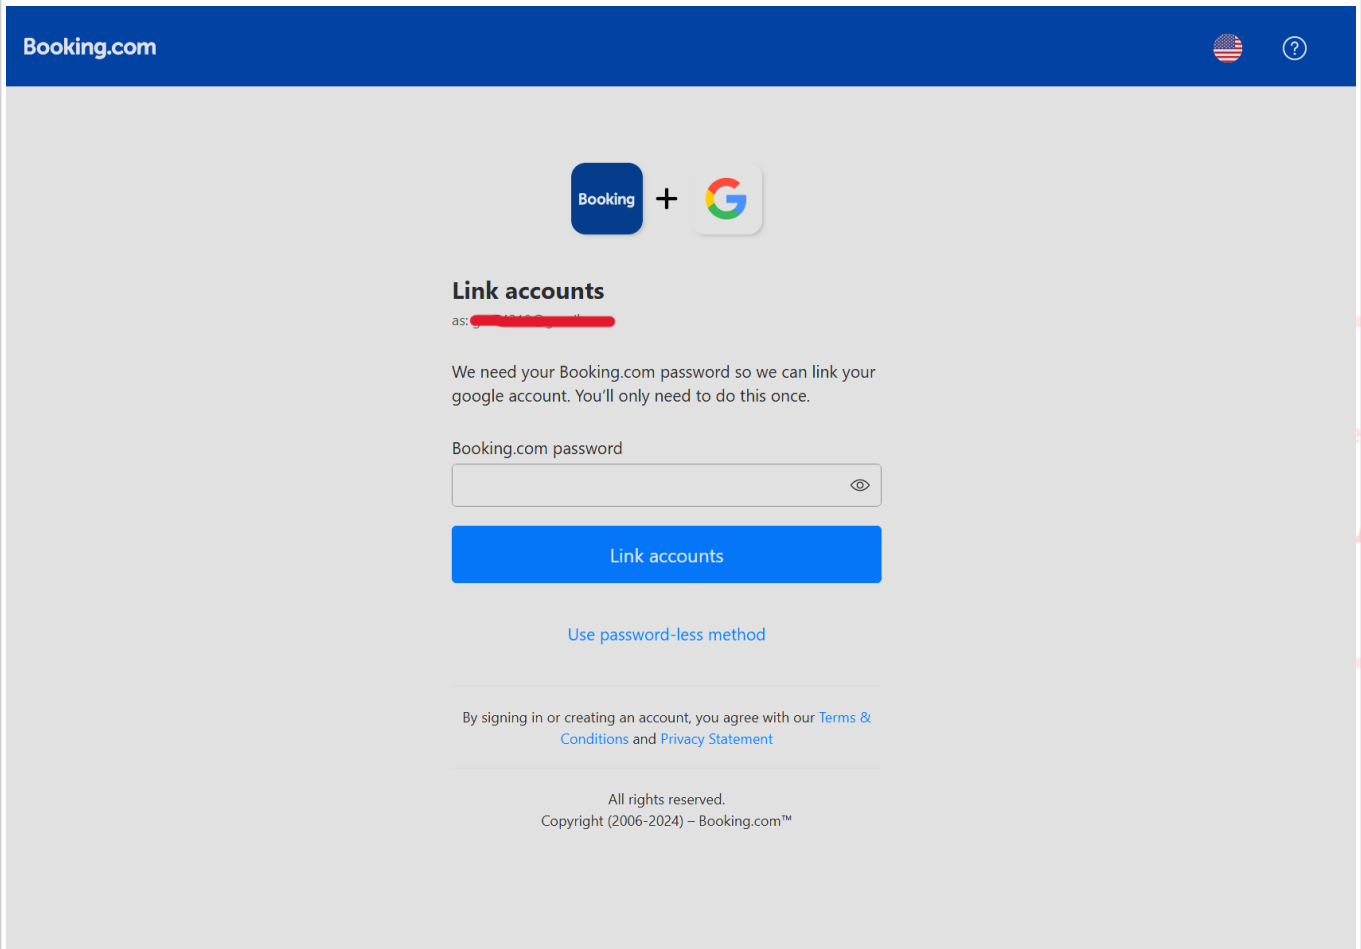 Booking.com
Booking
Link accounts
as:
We need your Booking.com password so we can link your
google account. You'll only need to do this once.
Booking.com password
Link accounts
Use password-less method
By signing in or creating an account, you agree with our Terms &
Conditions and Privacy Statement
All rights reserved.
Copyright (2006-2024) – Booking.com™